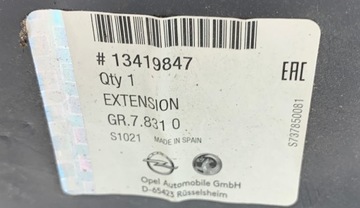 # 13419847
Qty 1
EXTENSION
GR.7.831 0
S1021 MADE IN SPAIN
Opel Automobile GmbH
D-65423 Rüsselsheim
EAC
S737850081